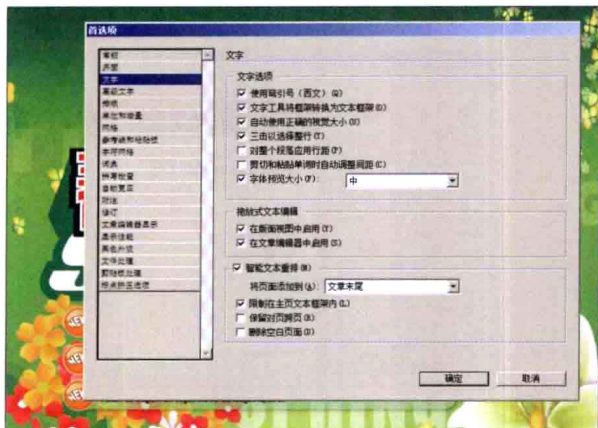 首选项
常规
界面
文字
高级文字
排版
单位和增量
网格
参考线和粘贴板
字符网格
词典
拼写检查
自动更正
附注
修订
文章编辑器显示
显示性能
黑色外观
文件处理
剪贴板处理
标点挤压选项
文字
文字选项
使用弯引号（西文）(Q)
文字工具将框架转换为文本框架(O)
自动使用正确的视觉大小(U)
三击以选择整行(T)
对整个段落应用行距(P)
剪切和粘贴单词时自动调整间距(C)
字体预览大小(F): 中
拖放式文本编辑
在版面视图中启用(Y)
在文章编辑器中启用(S)
智能文本重排(M)
将页面添加到(A): 文章末尾
限制在主页文本框架内(L)
保留对页跨页(R)
删除空白页面(D)
确定 取消
NEW
SPRING